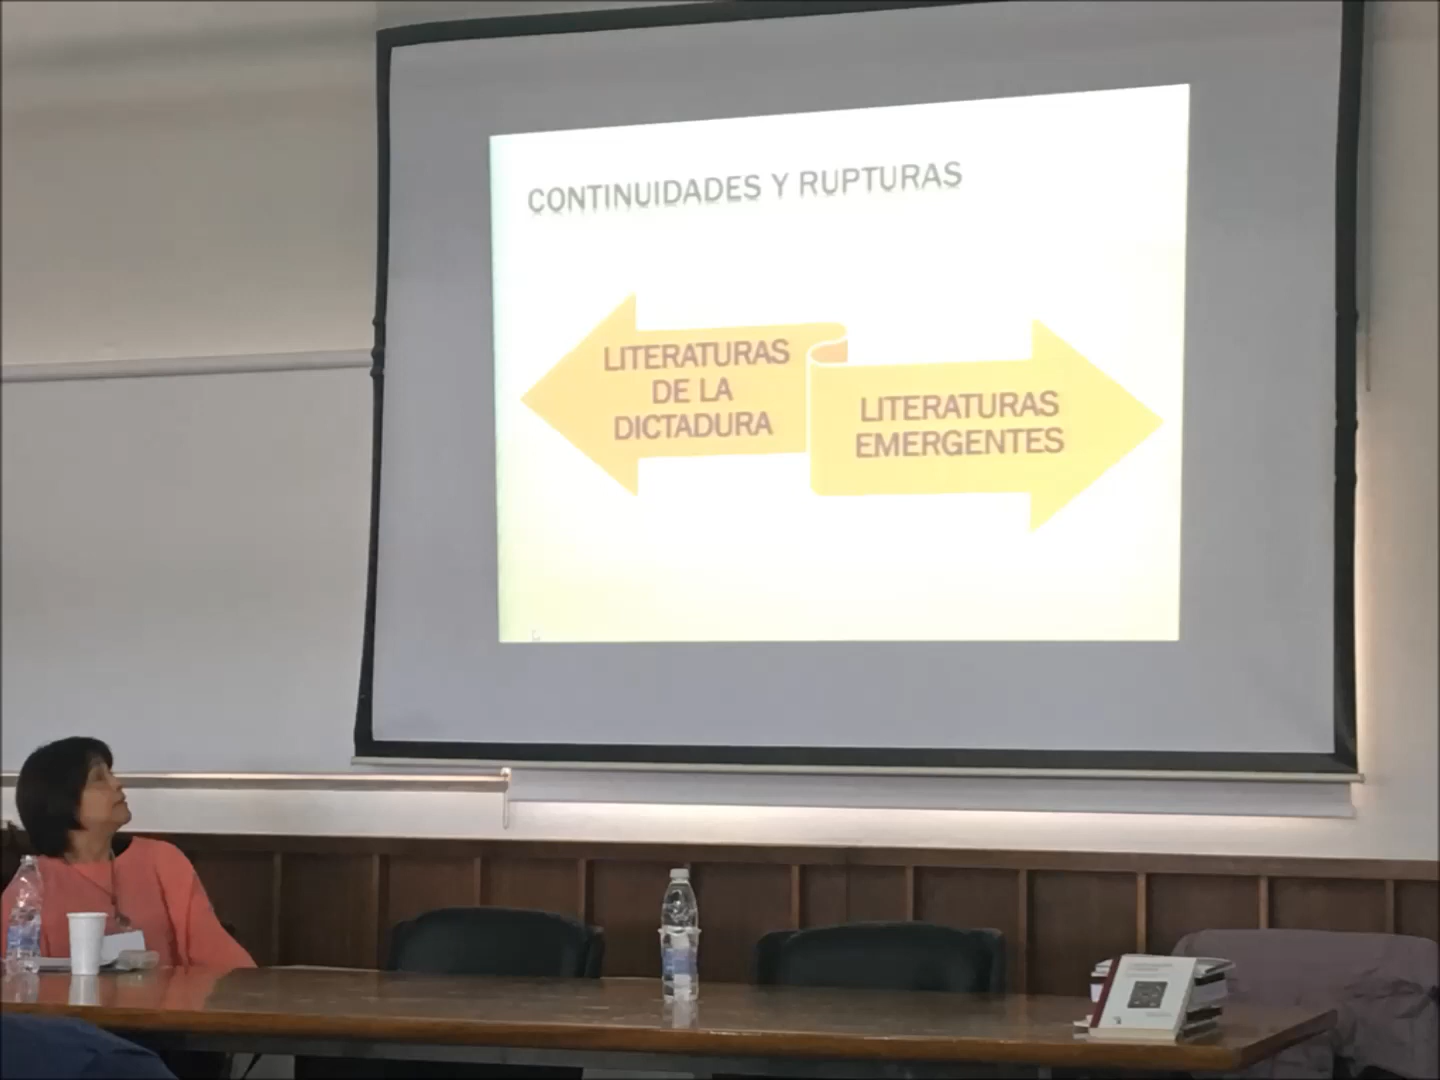 CONTINUIDADES Y RUPTURAS
LITERATURAS
DE LA
DICTADURA
LITERATURAS
EMERGENTES